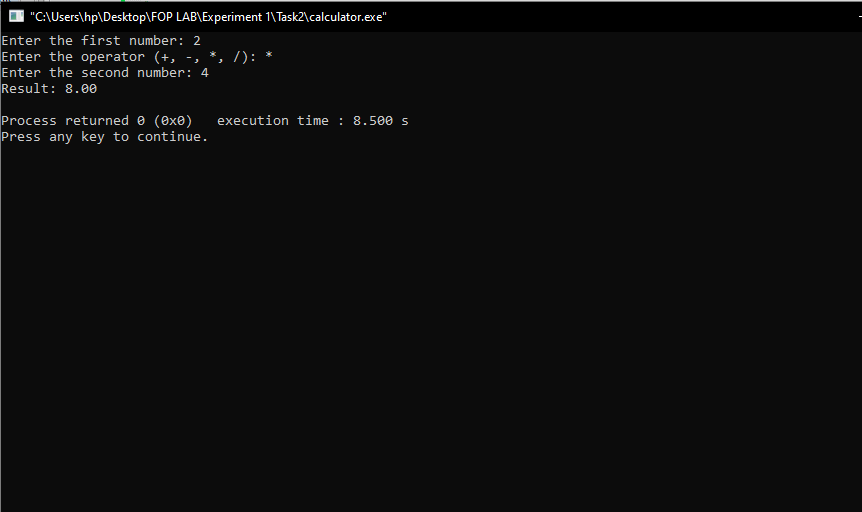 "C:\Users\hp\Desktop\FOP LAB\Experiment 1\Task2\calculator.exe"
Enter the first number: 2
Enter the operator (+, -, *, /): *
Enter the second number: 4
Result: 8.00
Process returned 0 (0x0)   execution time : 8.500 s
Press any key to continue.